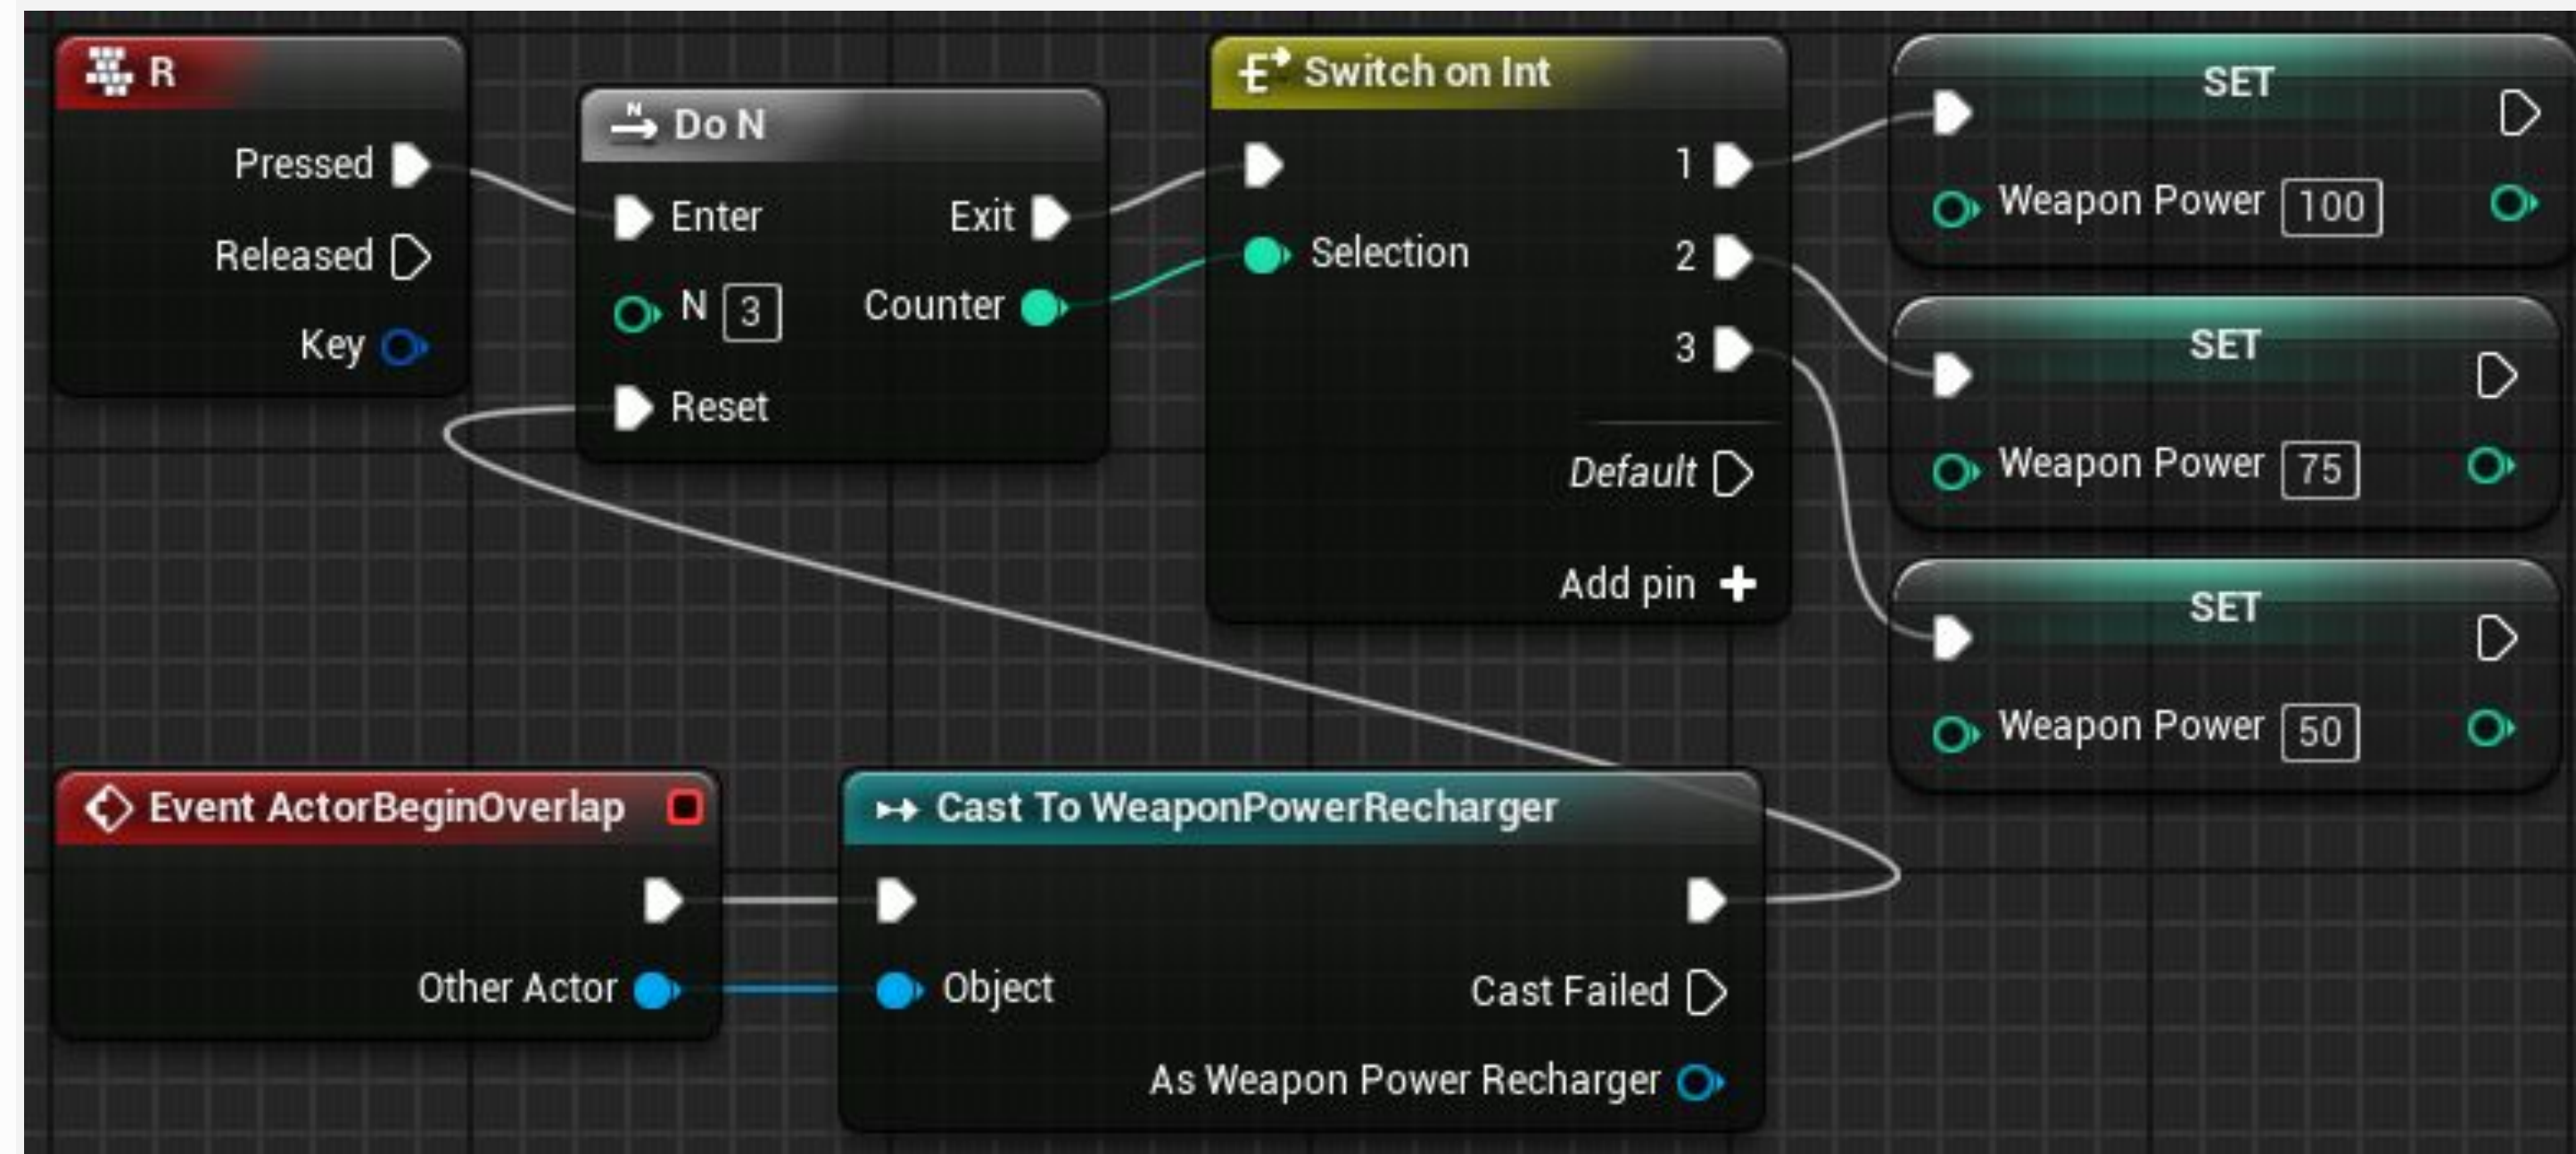 R
Pressed
Released
Key
N
Do N
Enter
Exit
N 3
Counter
Reset
Switch on Int
Selection
1
2
3
Default
Add pin +
SET
Weapon Power 100
SET
Weapon Power 75
SET
Weapon Power 50
Event ActorBeginOverlap
Other Actor
Cast To WeaponPowerRecharger
Object
Cast Failed
As Weapon Power Recharger